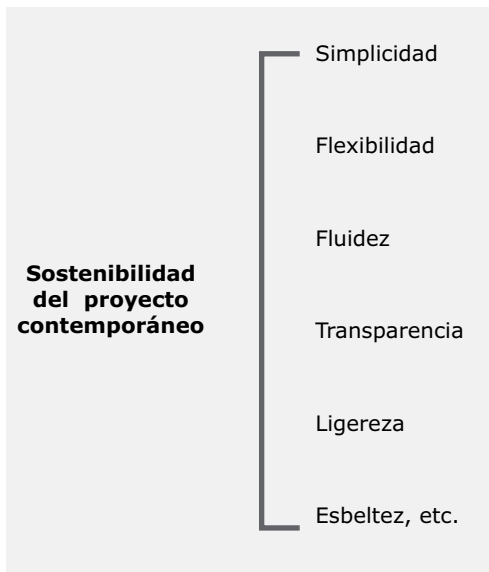 Simplicidad
Flexibilidad
Fluidez
Sostenibilidad
del proyecto
contemporáneo
Transparencia
Ligereza
Esbeltez, etc.